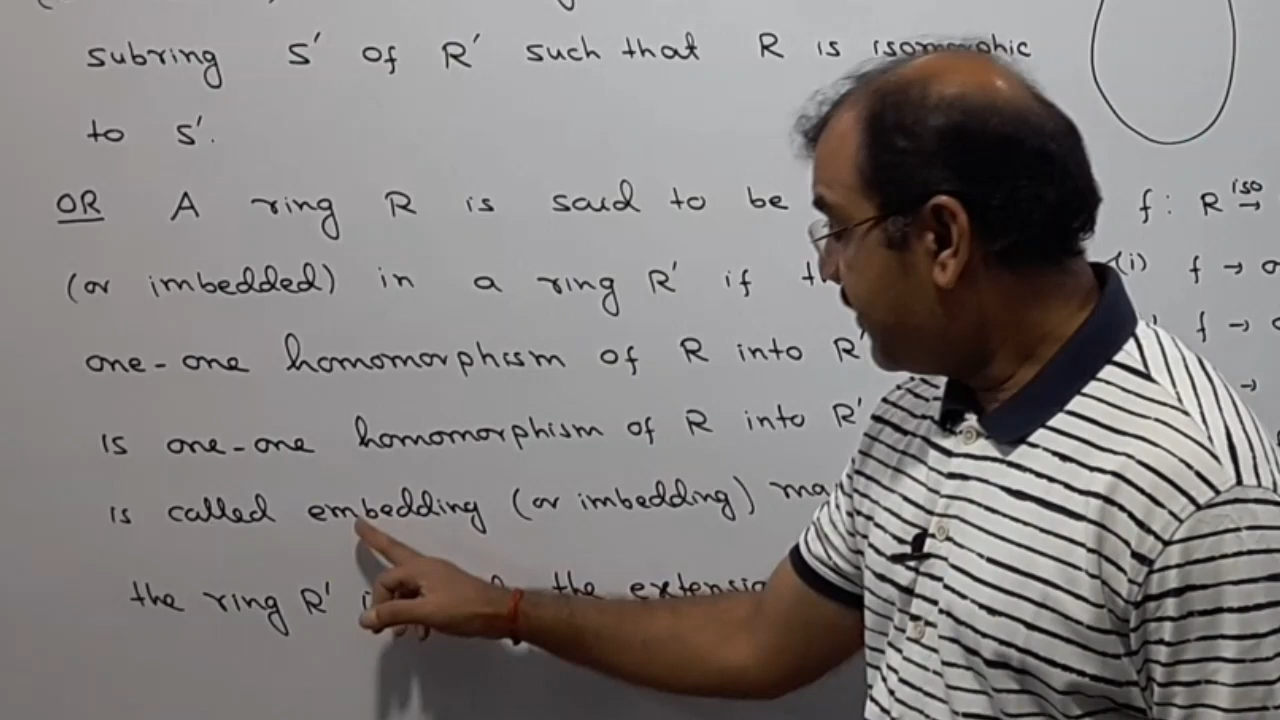 subring S' of R' such that R is isomorphic
to S'.
OR A ring R is said to be
(or imbedded) in a ring R' if
one-one homomorphism of R into R'
is one-one homomorphism of R into R'
is called embedding (or imbedding)
the ring R' the
f: R iso →
(i) f →
f →
→